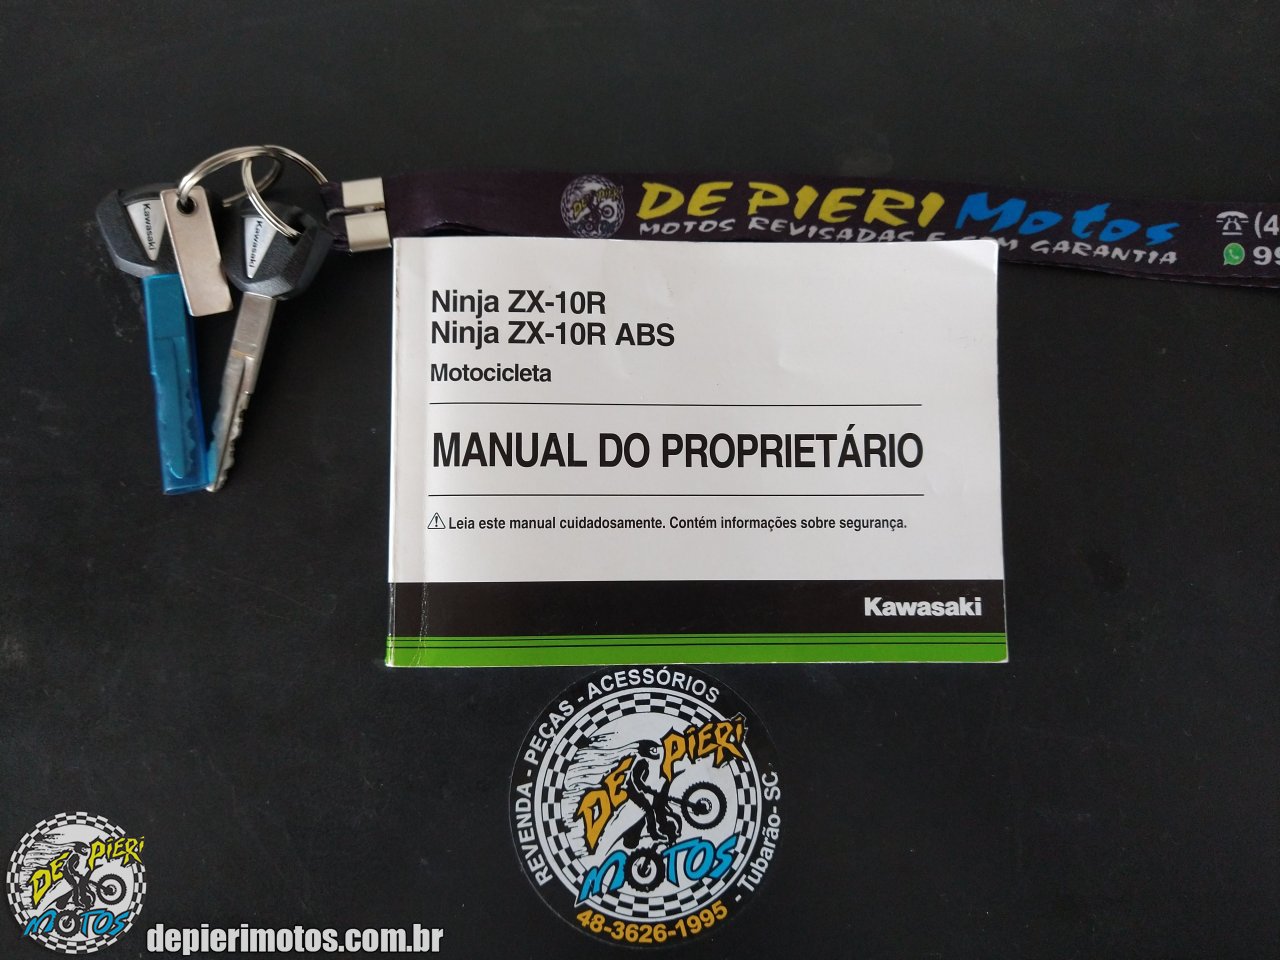 Kawasaki
Kawasaki
DE PIERI Motos
MOTOS REVISADAS E COM GARANTIA
(4
99
Ninja ZX-10R
Ninja ZX-10R ABS
Motocicleta
MANUAL DO PROPRIETÁRIO
Leia este manual cuidadosamente. Contém informações sobre segurança.
Kawasaki
REVENDA - PEÇAS - ACESSÓRIOS
DE PIERI
MOTOS
48-3626-1995 - Tubarão- SC
DE PIERI
MOTOS
depierimotos.com.br